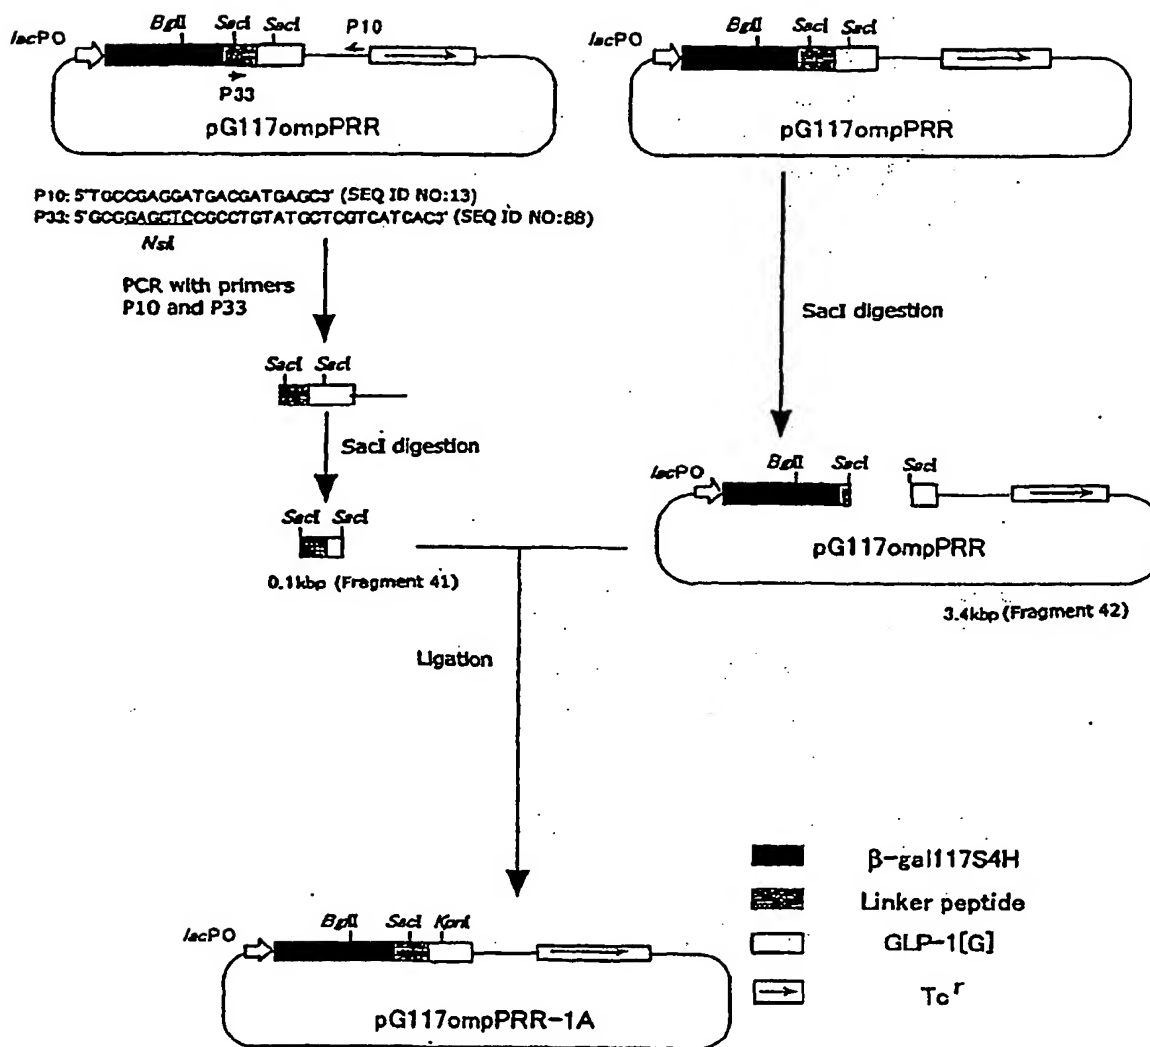 lacPO BglI SacI SacI P10
P33
pG117ompPRR
lacPO BglI SacI SacI
pG117ompPRR
P10: 5'TGCCGAGGATGACGATGAGC3' (SEQ ID NO:13)
P33: 5'GCGGAGCTCCGCCTGTATGCTCGTCATCAC3' (SEQ ID NO:88)
NsiI
PCR with primers
P10 and P33
SacI digestion
SacI SacI
SacI digestion
SacI SacI
0.1kbp (Fragment 41)
lacPO BglI SacI SacI
pG117ompPRR
3.4kbp (Fragment 42)
Ligation
lacPO BglI SacI KpnI
pG117ompPRR-1A
β-gal117S4H
Linker peptide
GLP-1[G]
Tc r